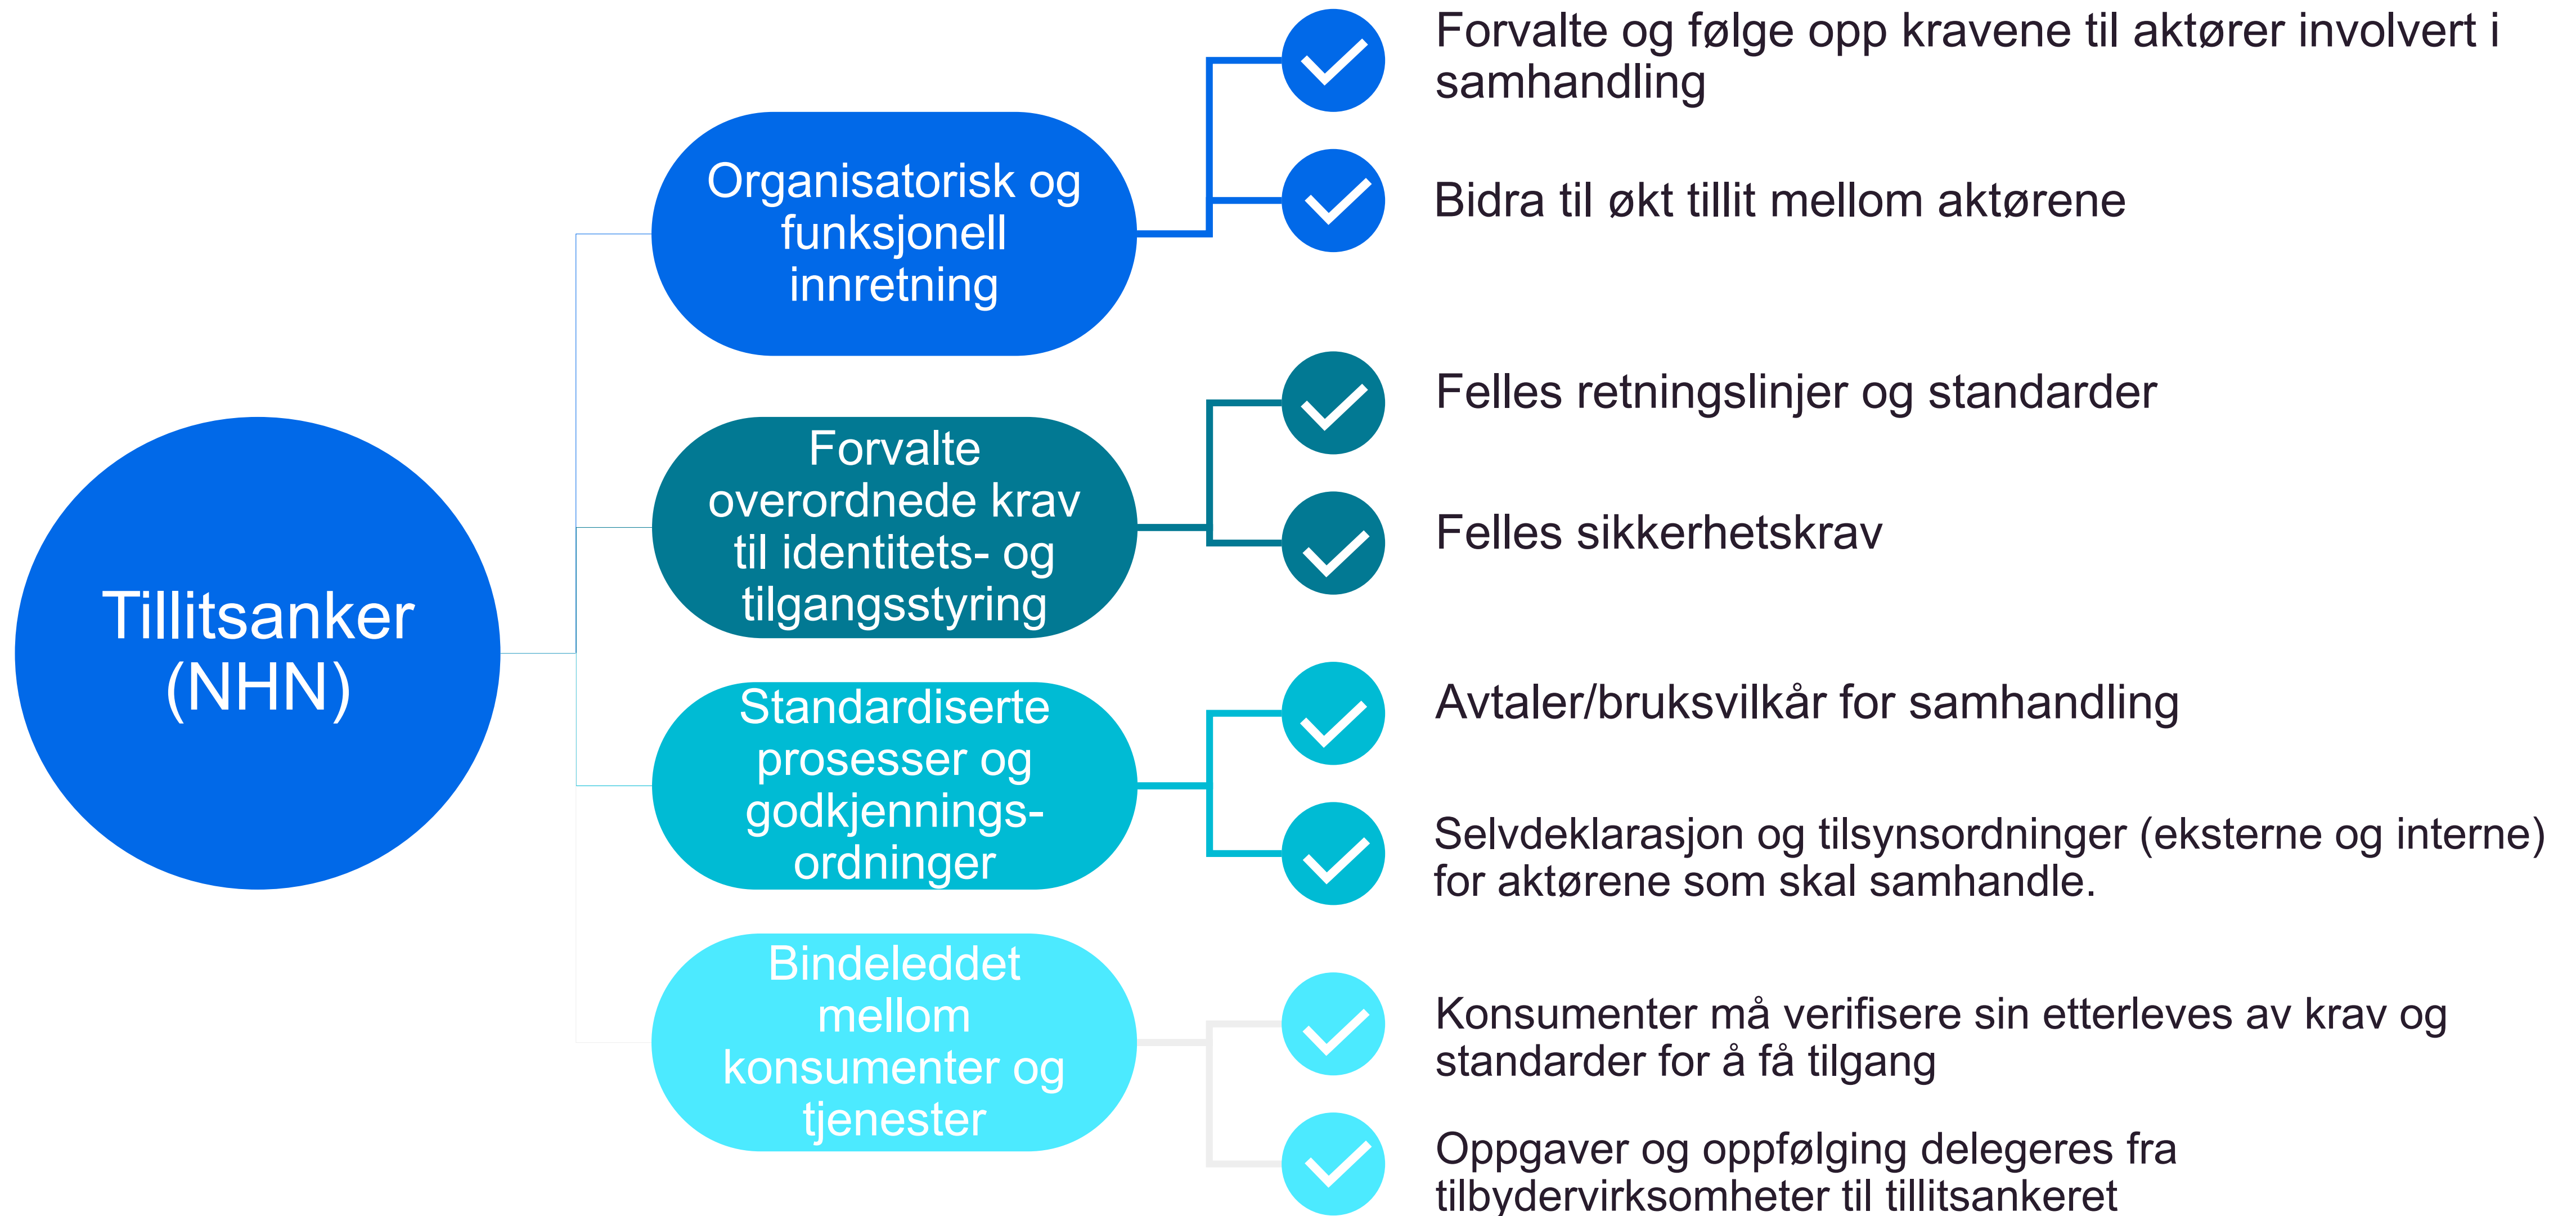 Tillitsanker
(NHN)
Organisatorisk og
funksjonell
innretning
Forvalte og følge opp kravene til aktører involvert i
samhandling
Bidra til økt tillit mellom aktørene
Forvalte
overordnede krav
til identitets- og
tilgangsstyring
Felles retningslinjer og standarder
Felles sikkerhetskrav
Standardiserte
prosesser og
godkjennings-
ordninger
Avtaler/bruksvilkår for samhandling
Selvdeklarasjon og tilsynsordninger (eksterne og interne)
for aktørene som skal samhandle.
Bindeleddet
mellom
konsumenter og
tjenester
Konsumenter må verifisere sin etterleves av krav og
standarder for å få tilgang
Oppgaver og oppfølging delegeres fra
tilbydervirksomheter til tillitsankeret